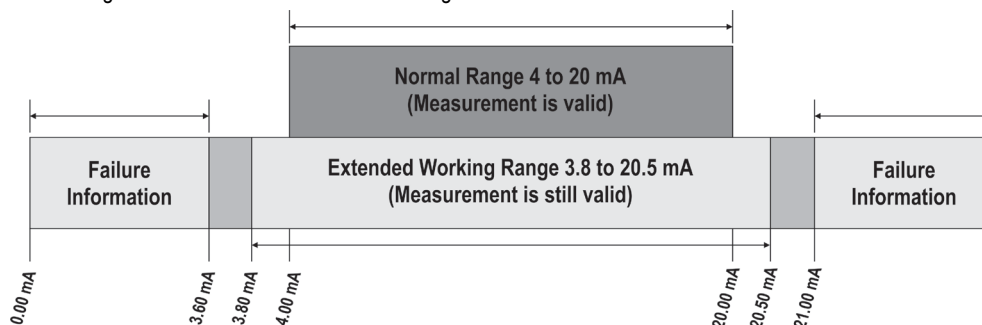 Normal Range 4 to 20 mA
(Measurement is valid)
Failure
Information
Extended Working Range 3.8 to 20.5 mA
(Measurement is still valid)
Failure
Information
0.00 mA
3.60 mA
3.80 mA
4.00 mA
20.00 mA
20.50 mA
21.00 mA